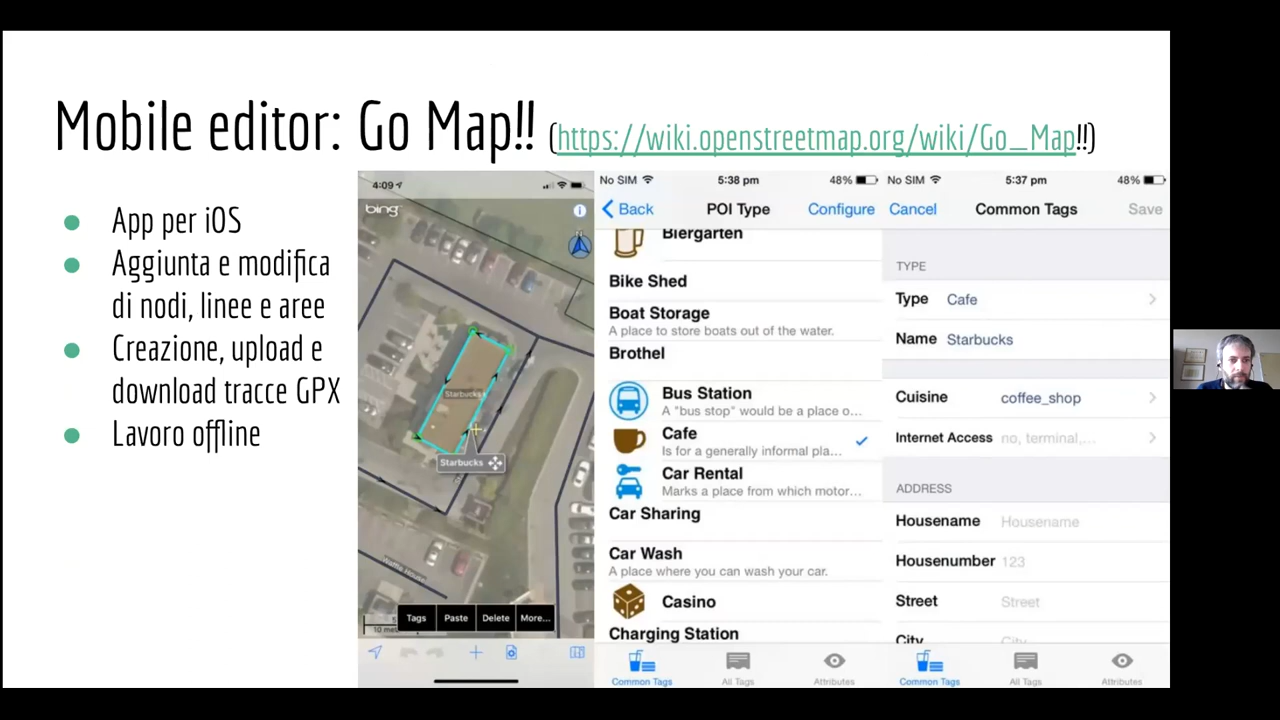 Mobile editor: Go Map!! (https://wiki.openstreetmap.org/wiki/Go_Map!!)
App per iOS
Aggiunta e modifica
di nodi, linee e aree
Creazione, upload e
download tracce GPX
Lavoro offline
4:09
bing
Starbucks
Starbucks
Waffle House
Tags Paste Delete More...
No SIM 5:38 pm 48%
Back POI Type Configure
Biergarten
Bike Shed
Boat Storage
A place to store boats out of the water.
Brothel
Bus Station
A "bus stop" would be a place o...
Cafe
Is for a generally informal pla...
Car Rental
Marks a place from which motor...
Car Sharing
Car Wash
A place where you can wash your car.
Casino
Charging Station
Common Tags All Tags Attributes
No SIM 5:37 pm 48%
Cancel Common Tags Save
TYPE
Type Cafe
Name Starbucks
Cuisine coffee_shop
Internet Access no, terminal,...
ADDRESS
Housename Housename
Housenumber 123
Street Street
City City
Common Tags All Tags Attributes